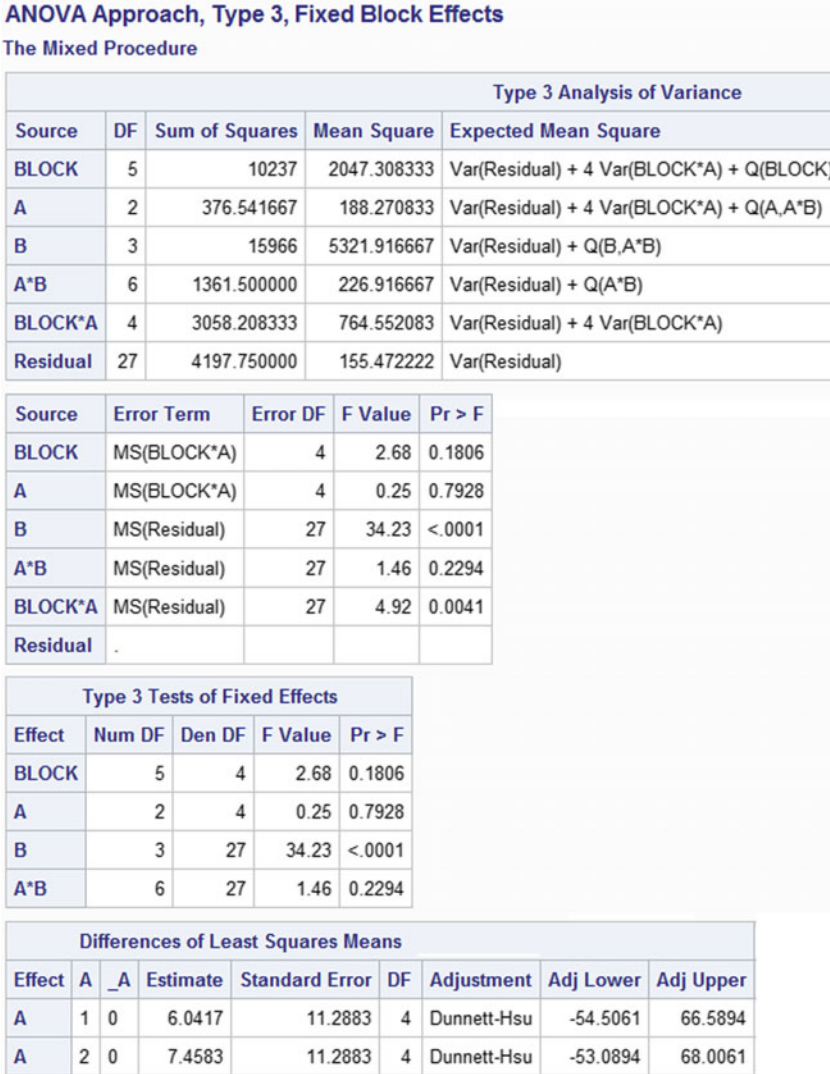 ANOVA Approach, Type 3, Fixed Block Effects
The Mixed Procedure
Type 3 Analysis of Variance
Source DF Sum of Squares Mean Square Expected Mean Square
BLOCK 5 10237 2047.308333 Var(Residual) + 4 Var(BLOCK*A) + Q(BLOCK)
A 2 376.541667 188.270833 Var(Residual) + 4 Var(BLOCK*A) + Q(A,A*B)
B 3 15966 5321.916667 Var(Residual) + Q(B,A*B)
A*B 6 1361.500000 226.916667 Var(Residual) + Q(A*B)
BLOCK*A 4 3058.208333 764.552083 Var(Residual) + 4 Var(BLOCK*A)
Residual 27 4197.750000 155.472222 Var(Residual)
Source Error Term Error DF F Value Pr > F
BLOCK MS(BLOCK*A) 4 2.68 0.1806
A MS(BLOCK*A) 4 0.25 0.7928
B MS(Residual) 27 34.23 <.0001
A*B MS(Residual) 27 1.46 0.2294
BLOCK*A MS(Residual) 27 4.92 0.0041
Residual .
Type 3 Tests of Fixed Effects
Effect Num DF Den DF F Value Pr > F
BLOCK 5 4 2.68 0.1806
A 2 4 0.25 0.7928
B 3 27 34.23 <.0001
A*B 6 27 1.46 0.2294
Differences of Least Squares Means
Effect A _A Estimate Standard Error DF Adjustment Adj Lower Adj Upper
A 1 0 6.0417 11.2883 4 Dunnett-Hsu -54.5061 66.5894
A 2 0 7.4583 11.2883 4 Dunnett-Hsu -53.0894 68.0061